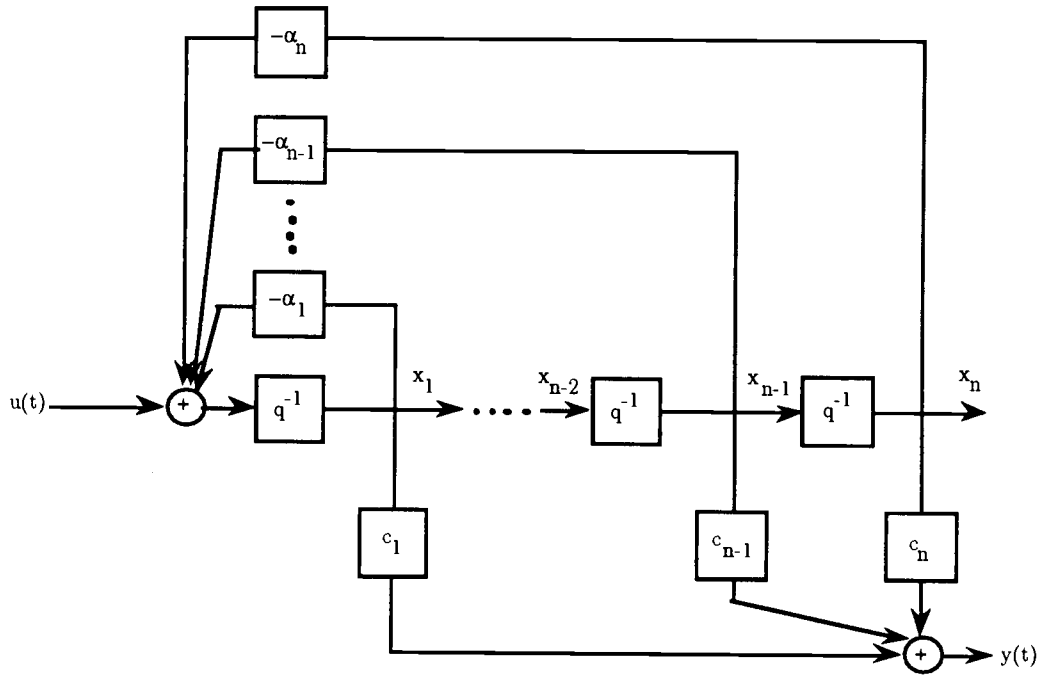 −α_n
−α_{n-1}
−α_1
u(t)
+
q^{-1}
x_1
x_{n-2}
q^{-1}
x_{n-1}
q^{-1}
x_n
c_1
c_{n-1}
c_n
+
y(t)